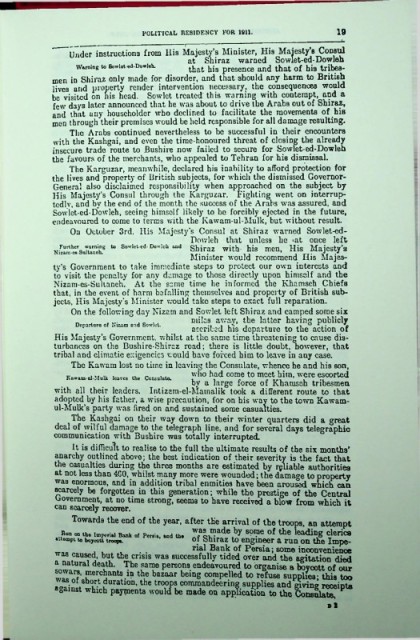 POLITICAL RESIDENCY FOR 1911. 19
Under instructions from His Majesty's Minister, His Majesty's Consul
Warning to Sowlet-ed-Dowleh.
at Shiraz warned Sowlet-ed-Dowleh
that his presence and that of his tribes-
men in Shiraz only made for disorder, and that should any harm to British
lives and property render intervention necessary, the consequences would
be visited on his head. Sowlet treated this warning with contempt, and a
few days later announced that he was about to drive the Arabs out of Shiraz,
and that any householder who declined to facilitate the movements of his
men through their promises would be held responsible for all damage resulting.
The Arabs continued nevertheless to be successful in their encounters
with the Kashgai, and even the time-honoured threat of closing the already
insecure trade route to Bushire now failed to secure for Sowlet-ed-Dowleh
the favours of the merchants, who appealed to Tehran for his dismissal.
The Karguzar, meanwhile, declared his inability to afford protection for
the lives and property of British subjects, for which the dismissed Governor-
General also disclaimed responsibility when approached on the subject by
His Majesty's Consul through the Karguzar. Fighting went on interrup-
tedly, and by the end of the month the success of the Arabs was assured, and
Sowlet-ed-Dowleh, seeing himself likely to be forcibly ejected in the future,
endeavoured to come to terms with the Kawam-ul-Mulk, but without result.
On October 3rd, His Majesty's Consul at Shiraz warned Sowlet-ed-
Further warning to Sowlet-ed-Dowleh and
Nizam-es-Sultaneh.
Dowleh that unless he at once left
Shiraz with his men, His Majesty's
Minister would recommend His Majes-
ty's Government to take immediate steps to protect our own interests and
to visit the penalty for any damage to those directly upon himself and the
Nizam-es-Sultaneh. At the same time he informed the Khamseh Chiefs
that, in the event of harm befalling themselves and property of British sub-
jects, His Majesty's Minister would take steps to exact full reparation.
On the following day Nizam and Sowlet left Shiraz and camped some six
Departure of Nizam and Sowlet.
miles away, the latter having publicly
ascribed his departure to the action of
His Majesty's Government, whilst at the same time threatening to cause dis-
turbances on the Bushire-Shiraz road; there is little doubt, however, that
tribal and climatic exigencies would have forced him to leave in any case.
The Kawam lost no time in leaving the Consulate, whence he and his son,
Kawam-ul-Mulk leaves the Consulate.
who had come to meet him, were escorted
by a large force of Khamseh tribesmen
with all their leaders. Intizam-el-Mamalik took a different route to that
adopted by his father, a wise precaution, for on his way to the town Kawam-
ul-Mulk's party was fired on and sustained some casualties.
The Kashgai on their way down to their winter quarters did a great
deal of wilful damage to the telegraph line, and for several days telegraphic
communication with Bushire was totally interrupted.
It is difficult to realise to the full the ultimate results of the six months'
anarchy outlined above; the best indication of their severity is the fact that
the casualties during the three months are estimated by reliable authorities
at not less than 450, whilst many more were wounded; the damage to property
was enormous, and in addition tribal enmities have been aroused which can
scarcely be forgotten in this generation; while the prestige of the Central
Government, at no time strong, seems to have received a blow from which it
can scarcely recover.
Towards the end of the year, after the arrival of the troops, an attempt
Run on the Imperial Bank of Persia, and the
attempt to boycott troops.
was made by some of the leading clerics
of Shiraz to engineer a run on the Impe-
rial Bank of Persia; some inconvenience
was caused, but the crisis was successfully tided over and the agitation died
a natural death. The same persons endeavoured to organise a boycott of our
sowars, merchants in the bazaar being compelled to refuse supplies; this too
was of short duration, the troops commandeering supplies and giving receipts
against which payments would be made on application to the Consulate.
D 2